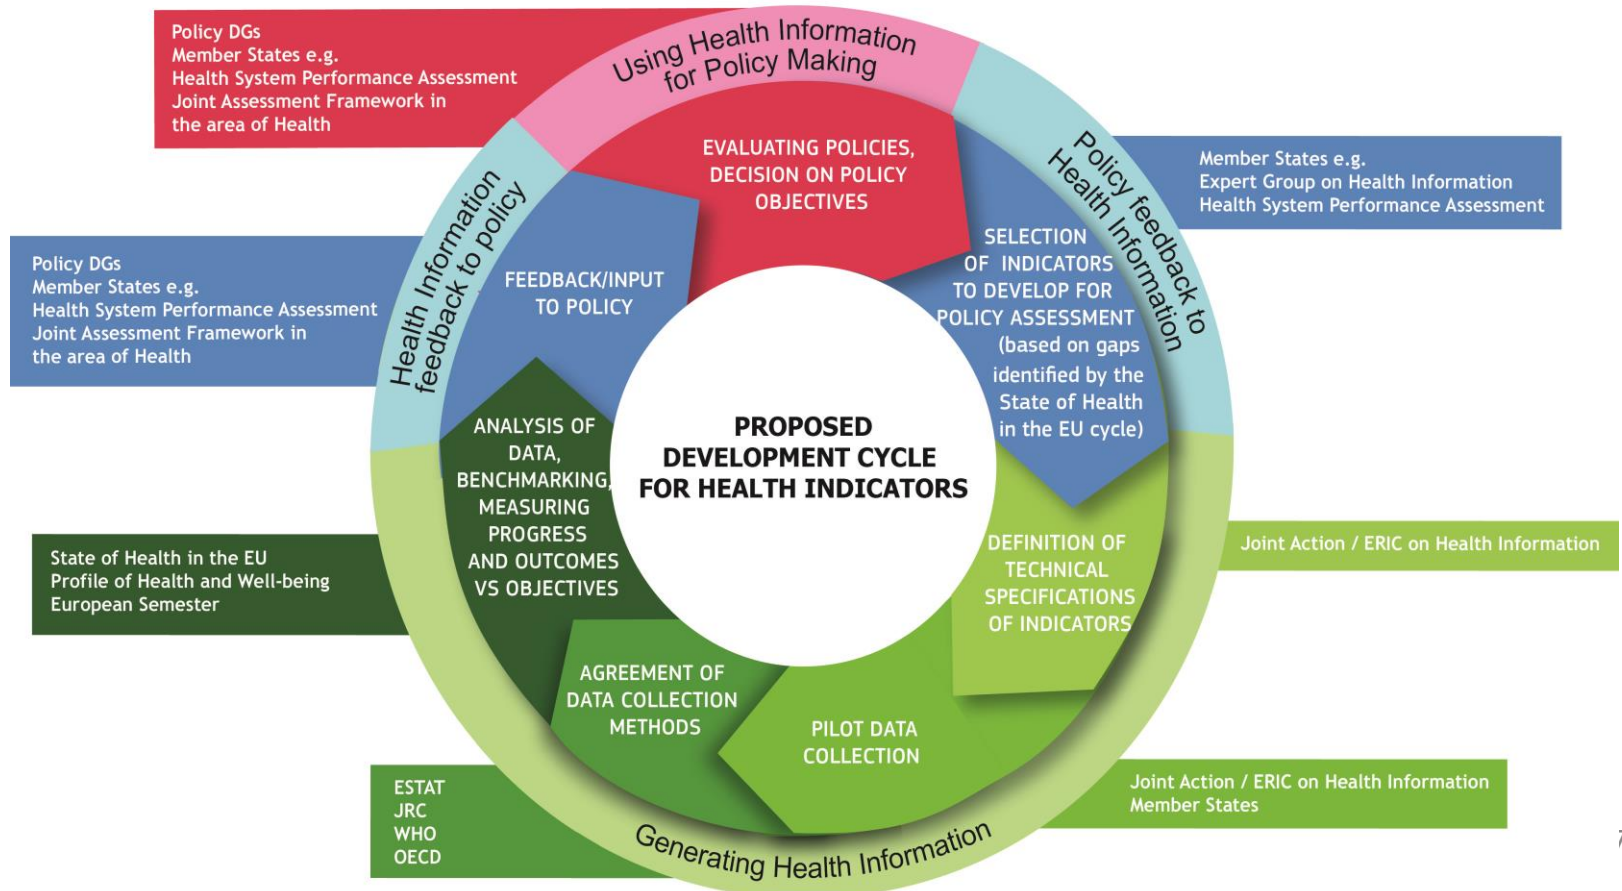 Policy DGs
Member States e.g.
Health System Performance Assessment
Joint Assessment Framework in
the area of Health
Using Health Information
for Policy Making
EVALUATING POLICIES,
DECISION ON POLICY
OBJECTIVES
Policy feedback to
Health Information
Member States e.g.
Expert Group on Health Information
Health System Performance Assessment
SELECTION
OF INDICATORS
TO DEVELOP FOR
POLICY ASSESSMENT
(based on gaps
identified by the
State of Health
in the EU cycle)
Health Information
feedback to policy
Policy DGs
Member States e.g.
Health System Performance Assessment
Joint Assessment Framework in
the area of Health
FEEDBACK/INPUT
TO POLICY
PROPOSED
DEVELOPMENT CYCLE
FOR HEALTH INDICATORS
ANALYSIS OF
DATA,
BENCHMARKING,
MEASURING
PROGRESS
AND OUTCOMES
VS OBJECTIVES
State of Health in the EU
Profile of Health and Well-being
European Semester
DEFINITION OF
TECHNICAL
SPECIFICATIONS
OF INDICATORS
Joint Action / ERIC on Health Information
AGREEMENT OF
DATA COLLECTION
METHODS
PILOT DATA
COLLECTION
ESTAT
JRC
WHO
OECD
Joint Action / ERIC on Health Information
Member States
Generating Health Information